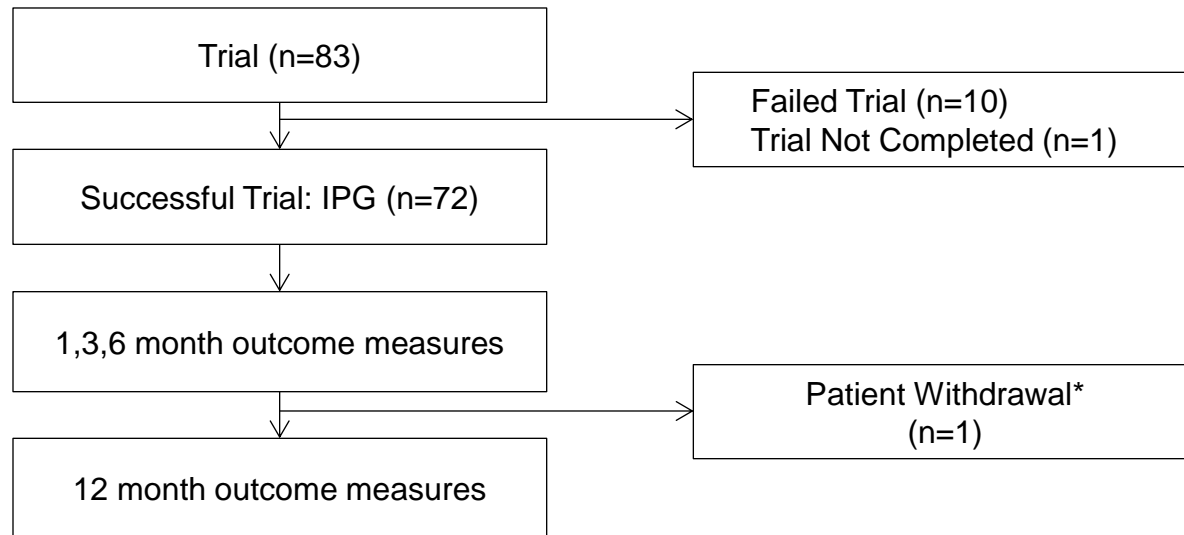 Trial (n=83)
Failed Trial (n=10)
Trial Not Completed (n=1)
Successful Trial: IPG (n=72)
1,3,6 month outcome measures
Patient Withdrawal*
(n=1)
12 month outcome measures